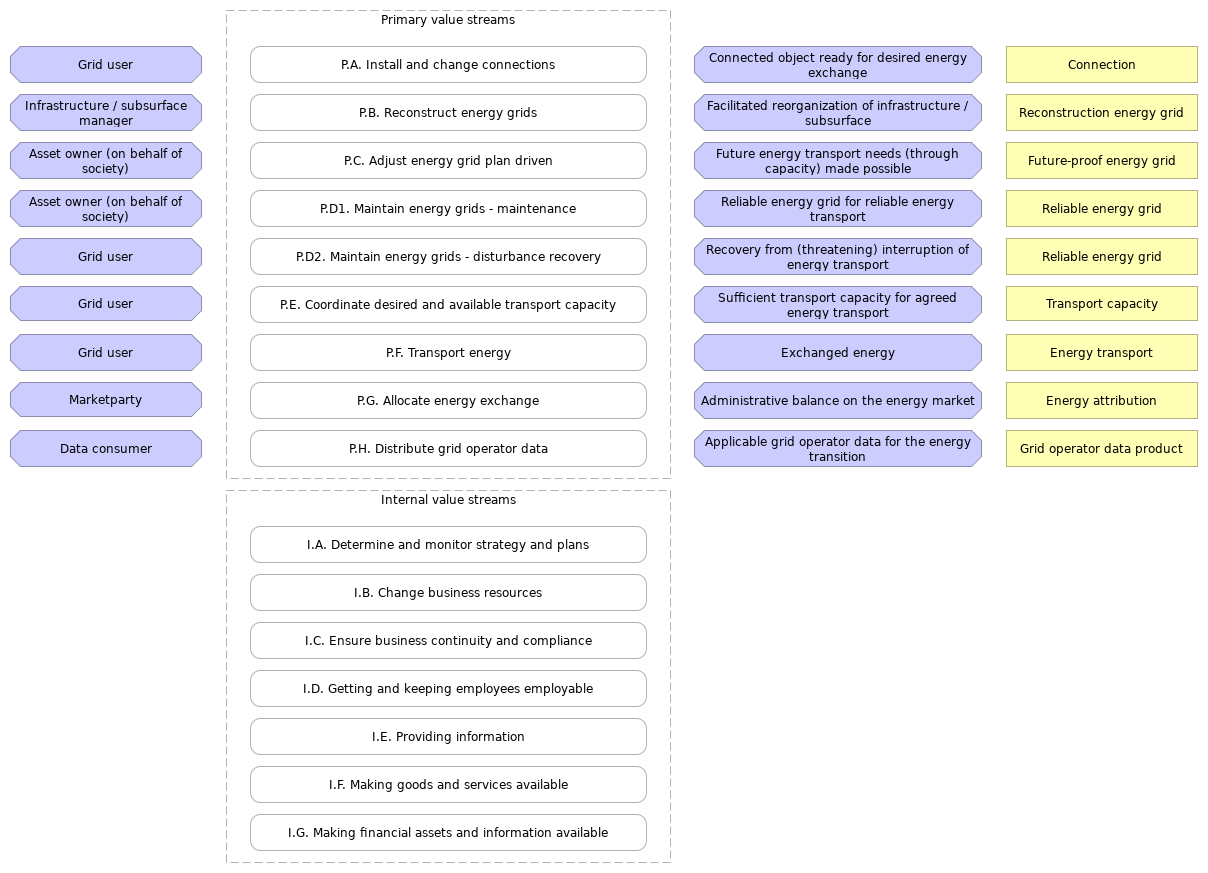 Primary value streams
Grid user
P.A. Install and change connections
Connected object ready for desired energy
exchange
Connection
Infrastructure / subsurface
manager
P.B. Reconstruct energy grids
Facilitated reorganization of infrastructure /
subsurface
Reconstruction energy grid
Asset owner (on behalf of
society)
P.C. Adjust energy grid plan driven
Future energy transport needs (through
capacity) made possible
Future-proof energy grid
Asset owner (on behalf of
society)
P.D1. Maintain energy grids - maintenance
Reliable energy grid for reliable energy
transport
Reliable energy grid
Grid user
P.D2. Maintain energy grids - disturbance recovery
Recovery from (threatening) interruption of
energy transport
Reliable energy grid
Grid user
P.E. Coordinate desired and available transport capacity
Sufficient transport capacity for agreed
energy transport
Transport capacity
Grid user
P.F. Transport energy
Exchanged energy
Energy transport
Marketparty
P.G. Allocate energy exchange
Administrative balance on the energy market
Energy attribution
Data consumer
P.H. Distribute grid operator data
Applicable grid operator data for the energy
transition
Grid operator data product
Internal value streams
I.A. Determine and monitor strategy and plans
I.B. Change business resources
I.C. Ensure business continuity and compliance
I.D. Getting and keeping employees employable
I.E. Providing information
I.F. Making goods and services available
I.G. Making financial assets and information available